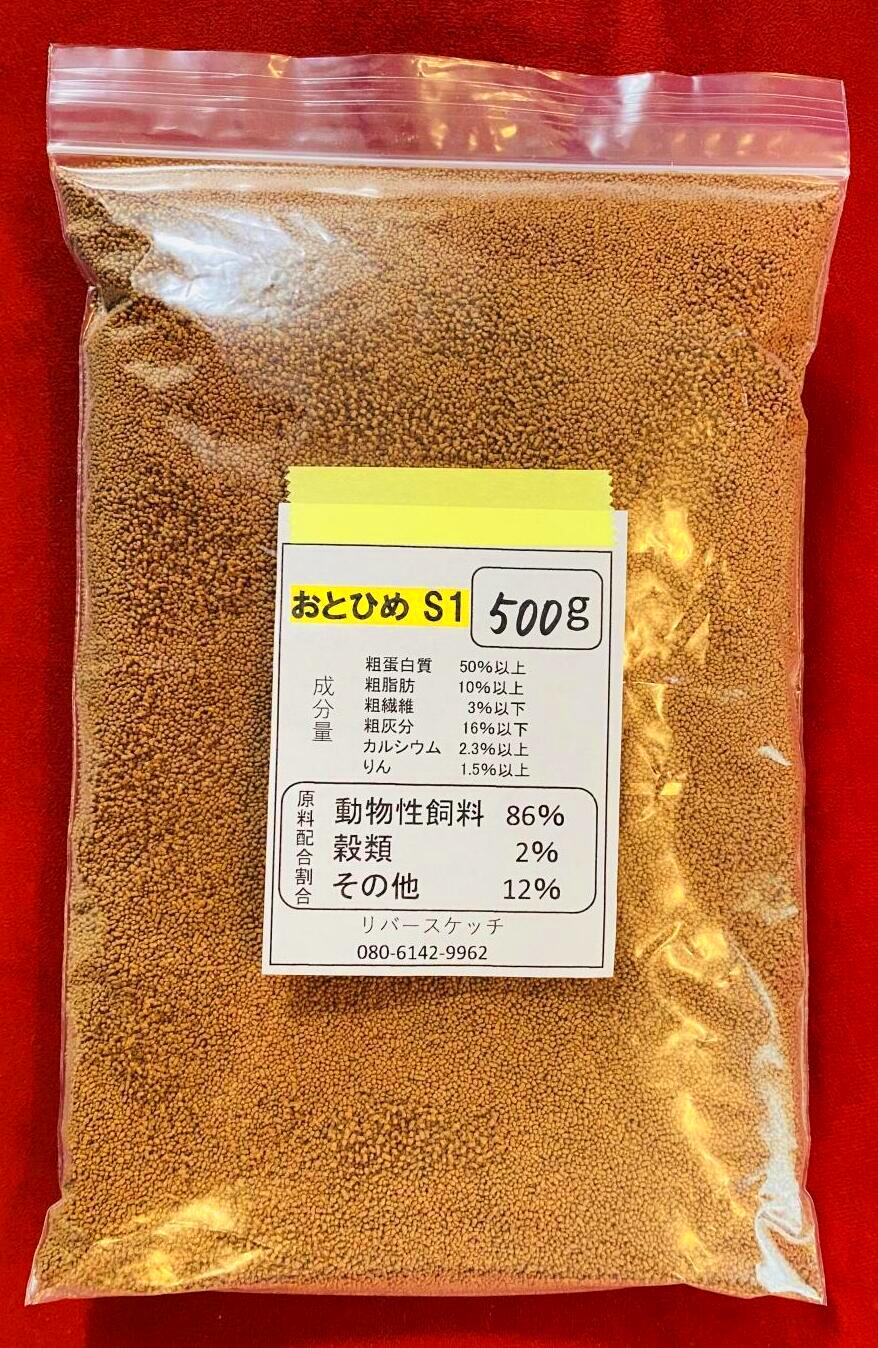 おとひめ S1 500g
成分量
粗蛋白質 50%以上
粗脂肪 10%以上
粗繊維 3%以下
粗灰分 16%以下
カルシウム 2.3%以上
りん 1.5%以上
原料配合割合
動物性飼料 86%
穀類 2%
その他 12%
リバースケッチ
080-6142-9962